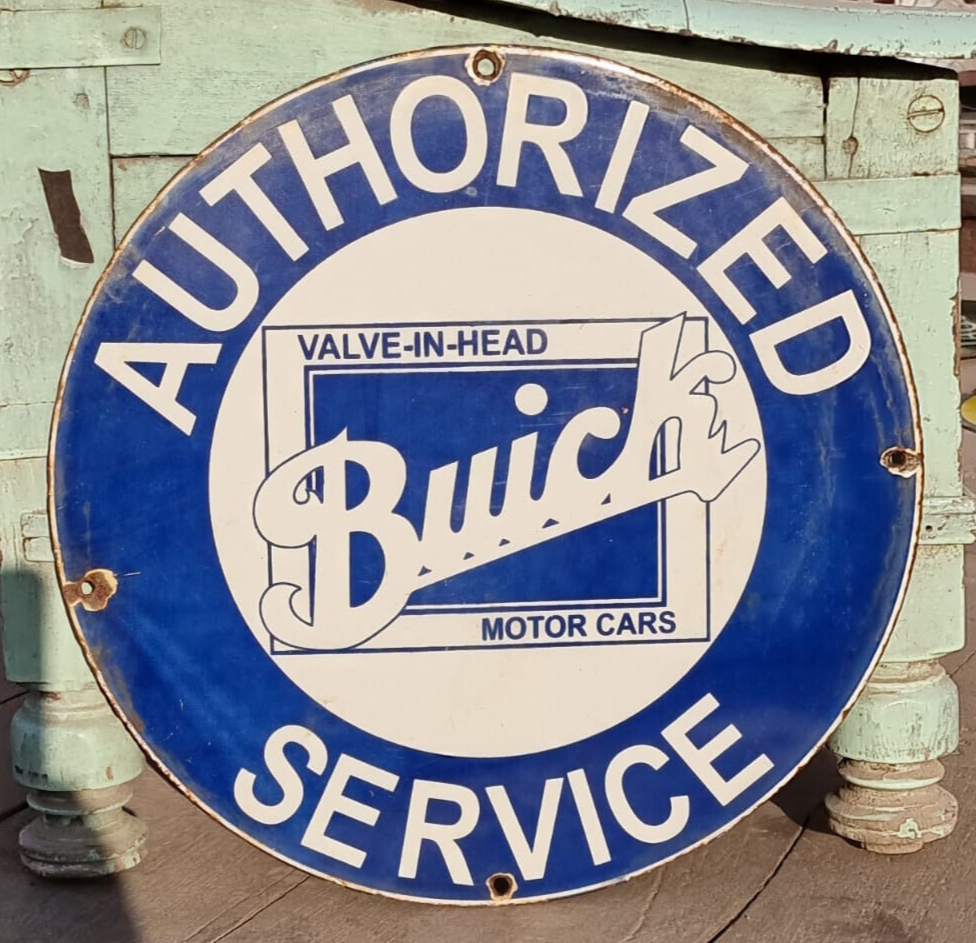 AUTHORIZED
VALVE-IN-HEAD
Buick
MOTOR CARS
SERVICE